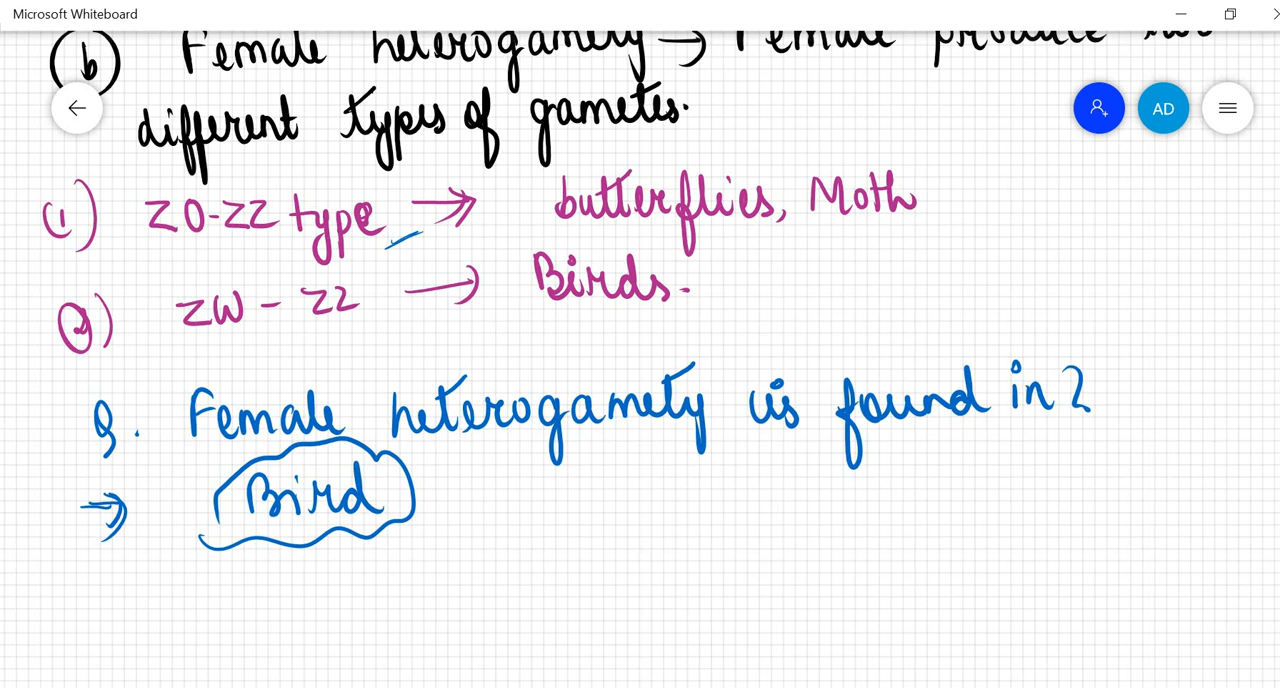 Microsoft Whiteboard
(b) Female heterogamety → Female produce
different types of gametes.
AD
(1) ZO-ZZ type →> butterflies, Moth
(2) ZW - ZZ → Birds.
Q. Female heterogamety is found in?
→ Bird